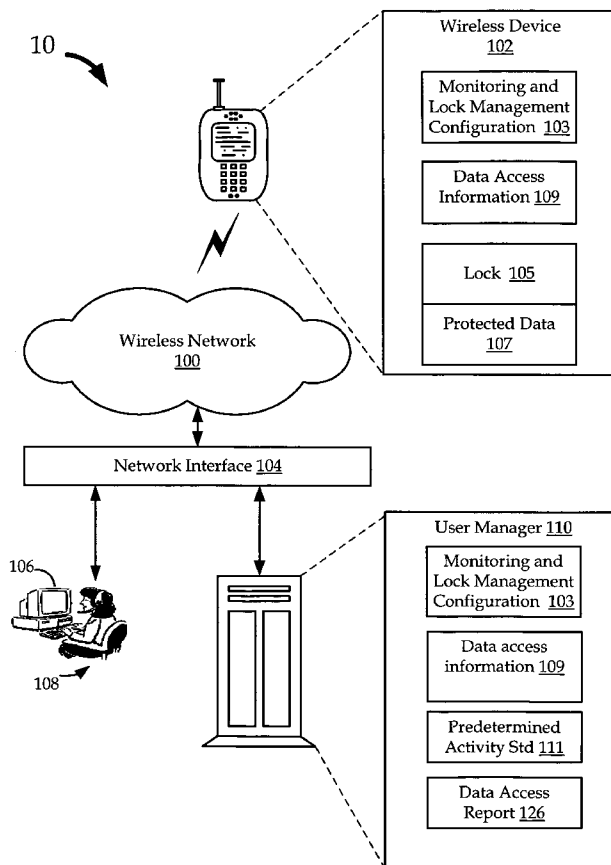 10
Wireless Device
102
Monitoring and
Lock Management
Configuration 103
Data Access
Information 109
Lock 105
Protected Data
107
Wireless Network
100
Network Interface 104
106
108
User Manager 110
Monitoring and
Lock Management
Configuration 103
Data access
information 109
Predetermined
Activity Std 111
Data Access
Report 126